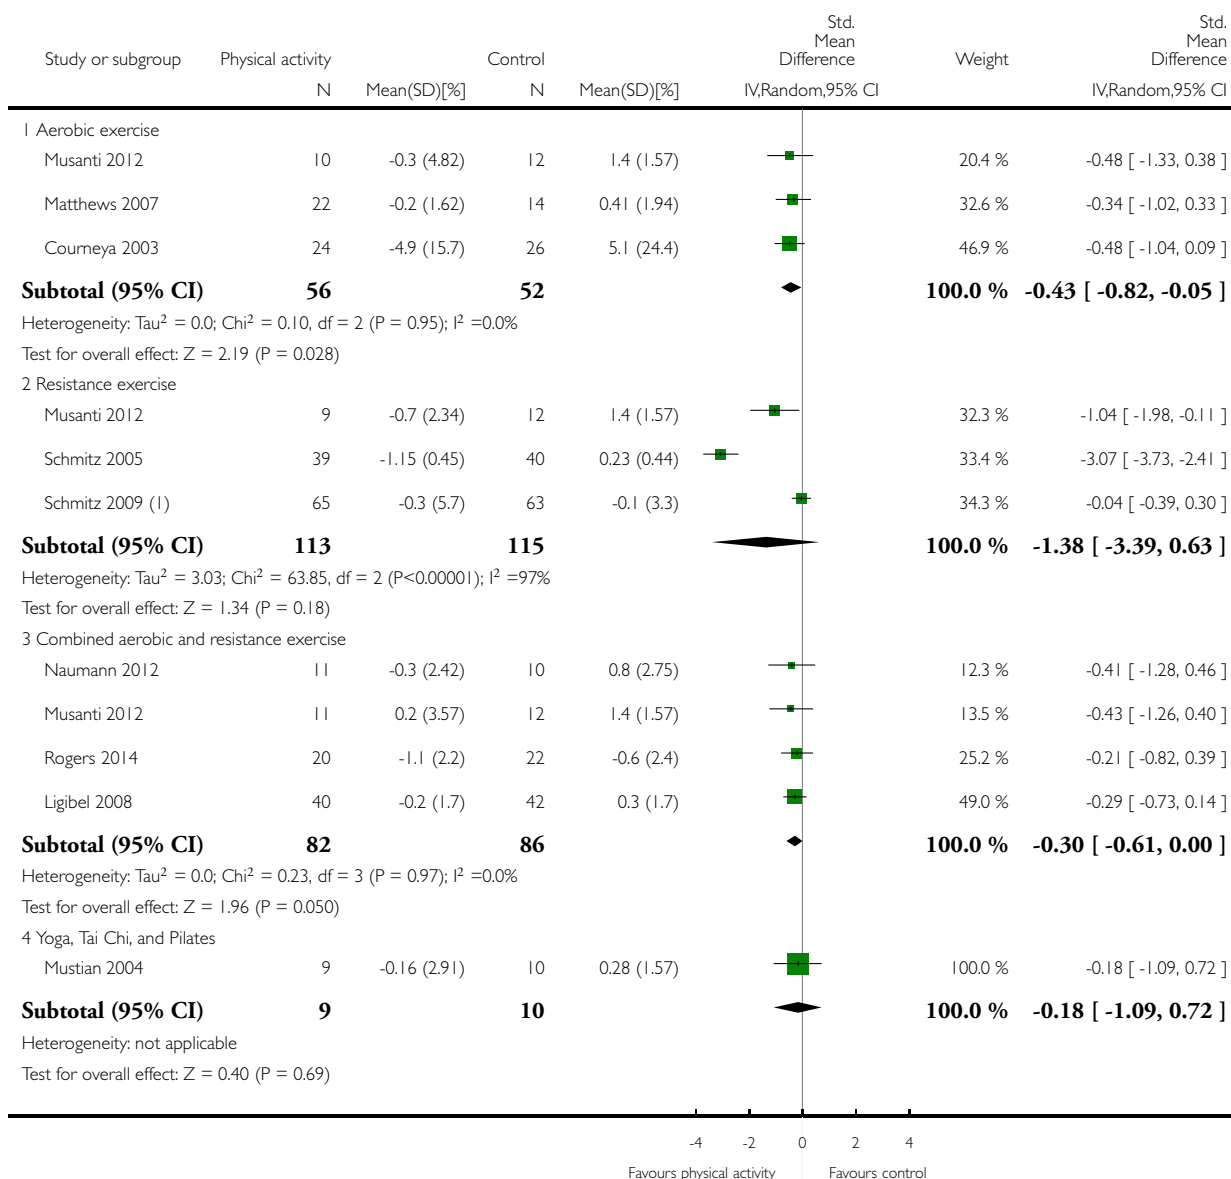 Study or subgroup Physical activity Control Std. Mean Difference Weight Std. Mean Difference
N Mean(SD)[%] N Mean(SD)[%] IV,Random,95% CI IV,Random,95% CI
1 Aerobic exercise
Musanti 2012 10 -0.3 (4.82) 12 1.4 (1.57) 20.4 % -0.48 [ -1.33, 0.38 ]
Matthews 2007 22 -0.2 (1.62) 14 0.41 (1.94) 32.6 % -0.34 [ -1.02, 0.33 ]
Courneya 2003 24 -4.9 (15.7) 26 5.1 (24.4) 46.9 % -0.48 [ -1.04, 0.09 ]
Subtotal (95% CI) 56 52 100.0 % -0.43 [ -0.82, -0.05 ]
Heterogeneity: Tau² = 0.0; Chi² = 0.10, df = 2 (P = 0.95); I² =0.0%
Test for overall effect: Z = 2.19 (P = 0.028)
2 Resistance exercise
Musanti 2012 9 -0.7 (2.34) 12 1.4 (1.57) 32.3 % -1.04 [ -1.98, -0.11 ]
Schmitz 2005 39 -1.15 (0.45) 40 0.23 (0.44) 33.4 % -3.07 [ -3.73, -2.41 ]
Schmitz 2009 (1) 65 -0.3 (5.7) 63 -0.1 (3.3) 34.3 % -0.04 [ -0.39, 0.30 ]
Subtotal (95% CI) 113 115 100.0 % -1.38 [ -3.39, 0.63 ]
Heterogeneity: Tau² = 3.03; Chi² = 63.85, df = 2 (P<0.00001); I² =97%
Test for overall effect: Z = 1.34 (P = 0.18)
3 Combined aerobic and resistance exercise
Naumann 2012 11 -0.3 (2.42) 10 0.8 (2.75) 12.3 % -0.41 [ -1.28, 0.46 ]
Musanti 2012 11 0.2 (3.57) 12 1.4 (1.57) 13.5 % -0.43 [ -1.26, 0.40 ]
Rogers 2014 20 -1.1 (2.2) 22 -0.6 (2.4) 25.2 % -0.21 [ -0.82, 0.39 ]
Ligibel 2008 40 -0.2 (1.7) 42 0.3 (1.7) 49.0 % -0.29 [ -0.73, 0.14 ]
Subtotal (95% CI) 82 86 100.0 % -0.30 [ -0.61, 0.00 ]
Heterogeneity: Tau² = 0.0; Chi² = 0.23, df = 3 (P = 0.97); I² =0.0%
Test for overall effect: Z = 1.96 (P = 0.050)
4 Yoga, Tai Chi, and Pilates
Mustian 2004 9 -0.16 (2.91) 10 0.28 (1.57) 100.0 % -0.18 [ -1.09, 0.72 ]
Subtotal (95% CI) 9 10 100.0 % -0.18 [ -1.09, 0.72 ]
Heterogeneity: not applicable
Test for overall effect: Z = 0.40 (P = 0.69)
-4 -2 0 2 4
Favours physical activity Favours control